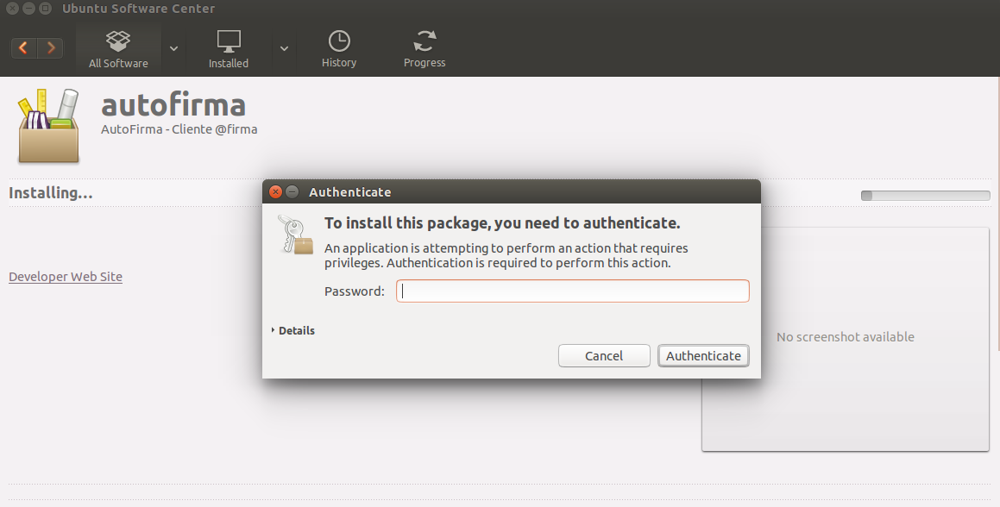 Ubuntu Software Center
All Software
Installed
History
Progress
autofirma
AutoFirma - Cliente @firma
Installing...
Authenticate
To install this package, you need to authenticate.
An application is attempting to perform an action that requires
privileges. Authentication is required to perform this action.
Password:
Details
Cancel
Authenticate
Developer Web Site
No screenshot available